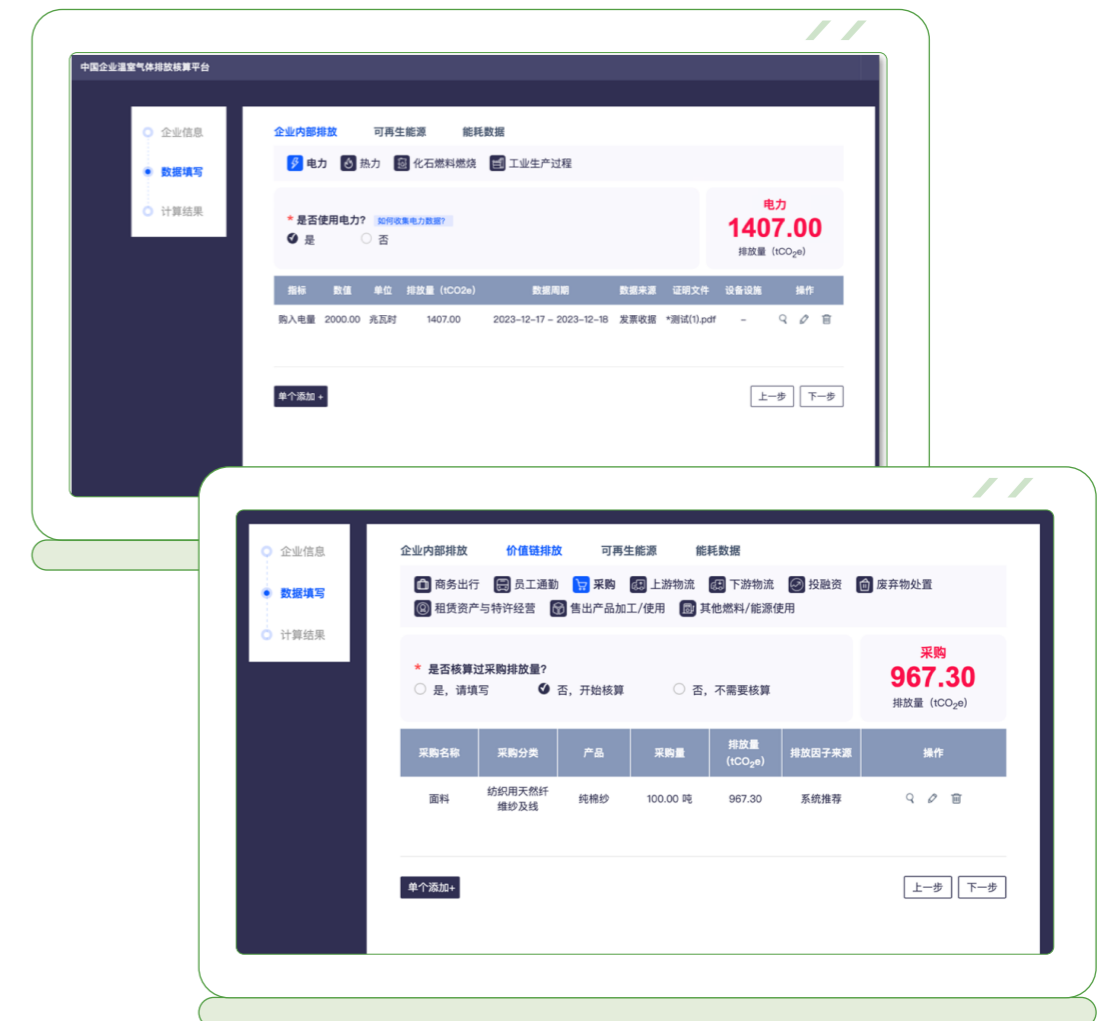 中国企业温室气体排放核算平台
企业信息
数据填写
计算结果
企业内部排放 可再生能源 能耗数据
电力 热力 化石燃料燃烧 工业生产过程
* 是否使用电力? 如何收集电力数据?
是 否
电力
1407.00
排放量（tCO₂e）
指标 数值 单位 排放量（tCO2e） 数据周期 数据来源 证明文件 设备设施 操作
购入电量 2000.00 兆瓦时 1407.00 2023-12-17 - 2023-12-18 发票收据 *测试(1).pdf -
单个添加 + 上一步 下一步
企业信息
数据填写
计算结果
企业内部排放 价值链排放 可再生能源 能耗数据
商务出行 员工通勤 采购 上游物流 下游物流 投融资 废弃物处置
租赁资产与特许经营 售出产品加工/使用 其他燃料/能源使用
* 是否核算过采购排放量?
是，请填写 否，开始核算 否，不需要核算
采购
967.30
排放量（tCO₂e）
采购名称 采购分类 产品 采购量 排放量（tCO₂e） 排放因子来源 操作
面料 纺织用天然纤维纱及线 纯棉纱 100.00 吨 967.30 系统推荐
单个添加+ 上一步 下一步